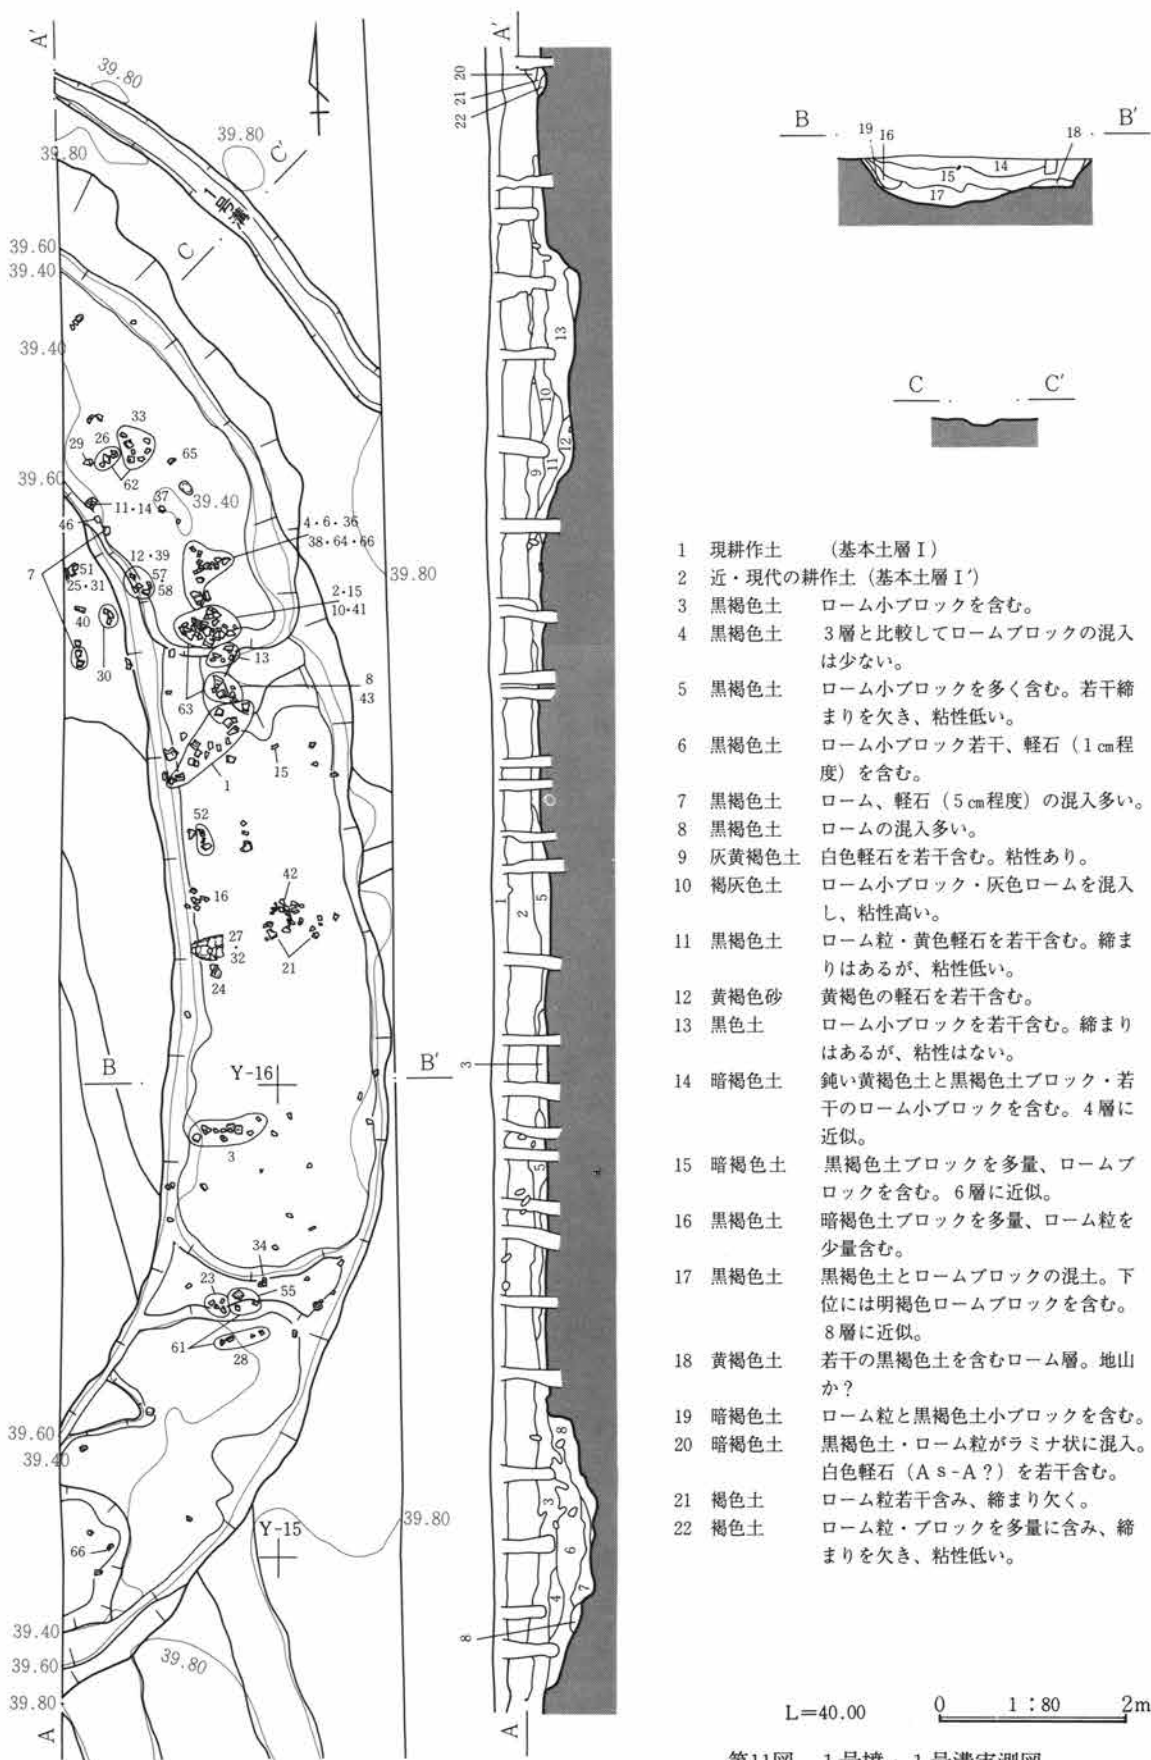 A'
39.80
39.80
39.80
C'
1号溝
C
39.60
39.40
39.40
33
29
26
65
62
39.60
37
39.40
11・14
46
4・6・36
38・64・66
12・39
7
51
57
25・31
58
39.80
2・15
10・41
40
30
13
8
43
63
15
1
52
16
42
27
・
32
21
24
B
B'
Y-16
3
34
23
55
61
28
39.60
39.40
39.80
Y-15
66
39.40
39.60
39.80
39.80
A
A'
20
21
22
13
10
12
11
9
1
2
5
3
5
8
3
6
7
4
8
A
B
B'
19
16
18
14
15
17
C
C'
1 現耕作土 (基本土層Ⅰ)
2 近・現代の耕作土(基本土層Ⅰ')
3 黒褐色土 ローム小ブロックを含む。
4 黒褐色土 3層と比較してロームブロックの混入
は少ない。
5 黒褐色土 ローム小ブロックを多く含む。若干締
まりを欠き、粘性低い。
6 黒褐色土 ローム小ブロック若干、軽石(1㎝程
度)を含む。
7 黒褐色土 ローム、軽石(5㎝程度)の混入多い。
8 黒褐色土 ロームの混入多い。
9 灰黄褐色土 白色軽石を若干含む。粘性あり。
10 褐灰色土 ローム小ブロック・灰色ロームを混入
し、粘性高い。
11 黒褐色土 ローム粒・黄色軽石を若干含む。締ま
りはあるが、粘性低い。
12 黄褐色砂 黄褐色の軽石を若干含む。
13 黒色土 ローム小ブロックを若干含む。締まり
はあるが、粘性はない。
14 暗褐色土 鈍い黄褐色土と黒褐色土ブロック・若
干のローム小ブロックを含む。4層に
近似。
15 暗褐色土 黒褐色土ブロックを多量、ロームブ
ロックを含む。6層に近似。
16 黒褐色土 暗褐色土ブロックを多量、ローム粒を
少量含む。
17 黒褐色土 黒褐色土とロームブロックの混土。下
位には明褐色ロームブロックを含む。
8層に近似。
18 黄褐色土 若干の黒褐色土を含むローム層。地山
か?
19 暗褐色土 ローム粒と黒褐色土小ブロックを含む。
20 暗褐色土 黒褐色土・ローム粒がラミナ状に混入。
白色軽石(As-A?)を若干含む。
21 褐色土 ローム粒若干含み、締まり欠く。
22 褐色土 ローム粒・ブロックを多量に含み、締
まりを欠き、粘性低い。
L=40.00
0 1:80 2m
第11図 1号墳・1号溝実測図